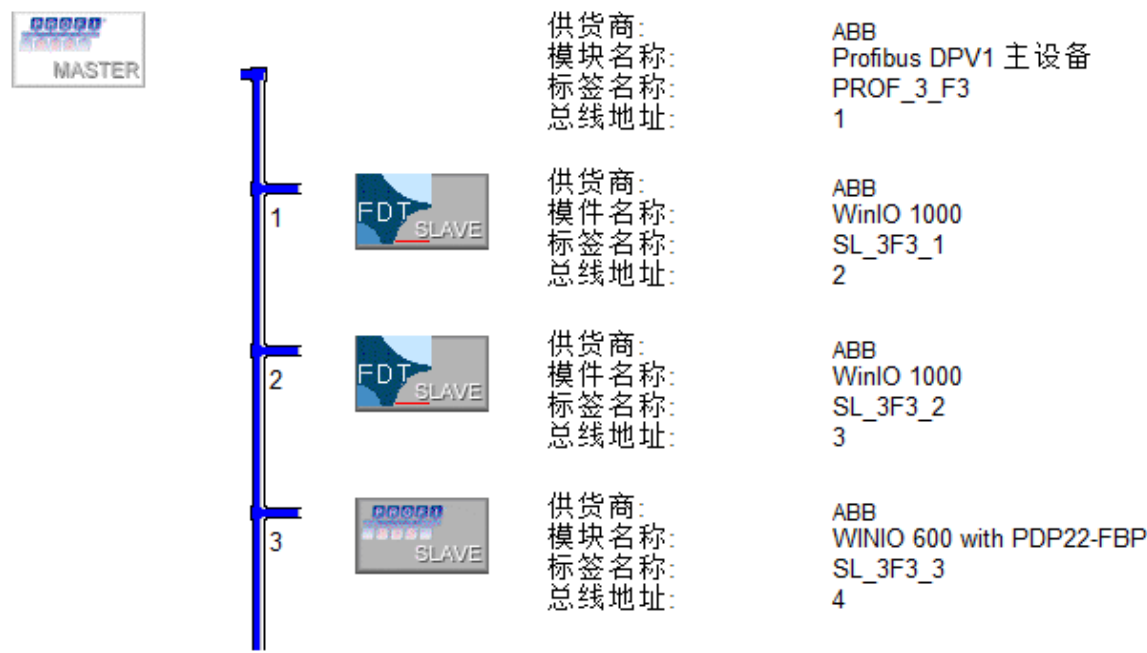 PROFI
BUS
MASTER
供货商: ABB
模块名称: Profibus DPV1 主设备
标签名称: PROF_3_F3
总线地址: 1
1
FDT
SLAVE
供货商: ABB
模件名称: WinIO 1000
标签名称: SL_3F3_1
总线地址: 2
2
FDT
SLAVE
供货商: ABB
模件名称: WinIO 1000
标签名称: SL_3F3_2
总线地址: 3
3
PROFI
BUS
SLAVE
供货商: ABB
模块名称: WINIO 600 with PDP22-FBP
标签名称: SL_3F3_3
总线地址: 4